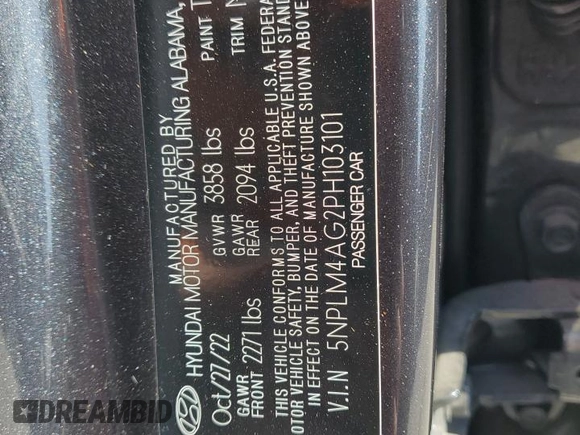 MANUFACTURED BY
HYUNDAI MOTOR MANUFACTURING ALABAMA,
Oct/27/22 GVWR 3858 lbs PAINT
GAWR FRONT 2271 lbs GAWR REAR 2094 lbs TRIM
THIS VEHICLE CONFORMS TO ALL APPLICABLE U.S.A. FEDERA
OTOR VEHICLE SAFETY, BUMPER, AND THEFT PREVENTION STAND
IN EFFECT ON THE DATE OF MANUFACTURE SHOWN ABOVE
V.I.N 5NPLM4AG2PH103101
PASSENGER CAR
DREAMBID